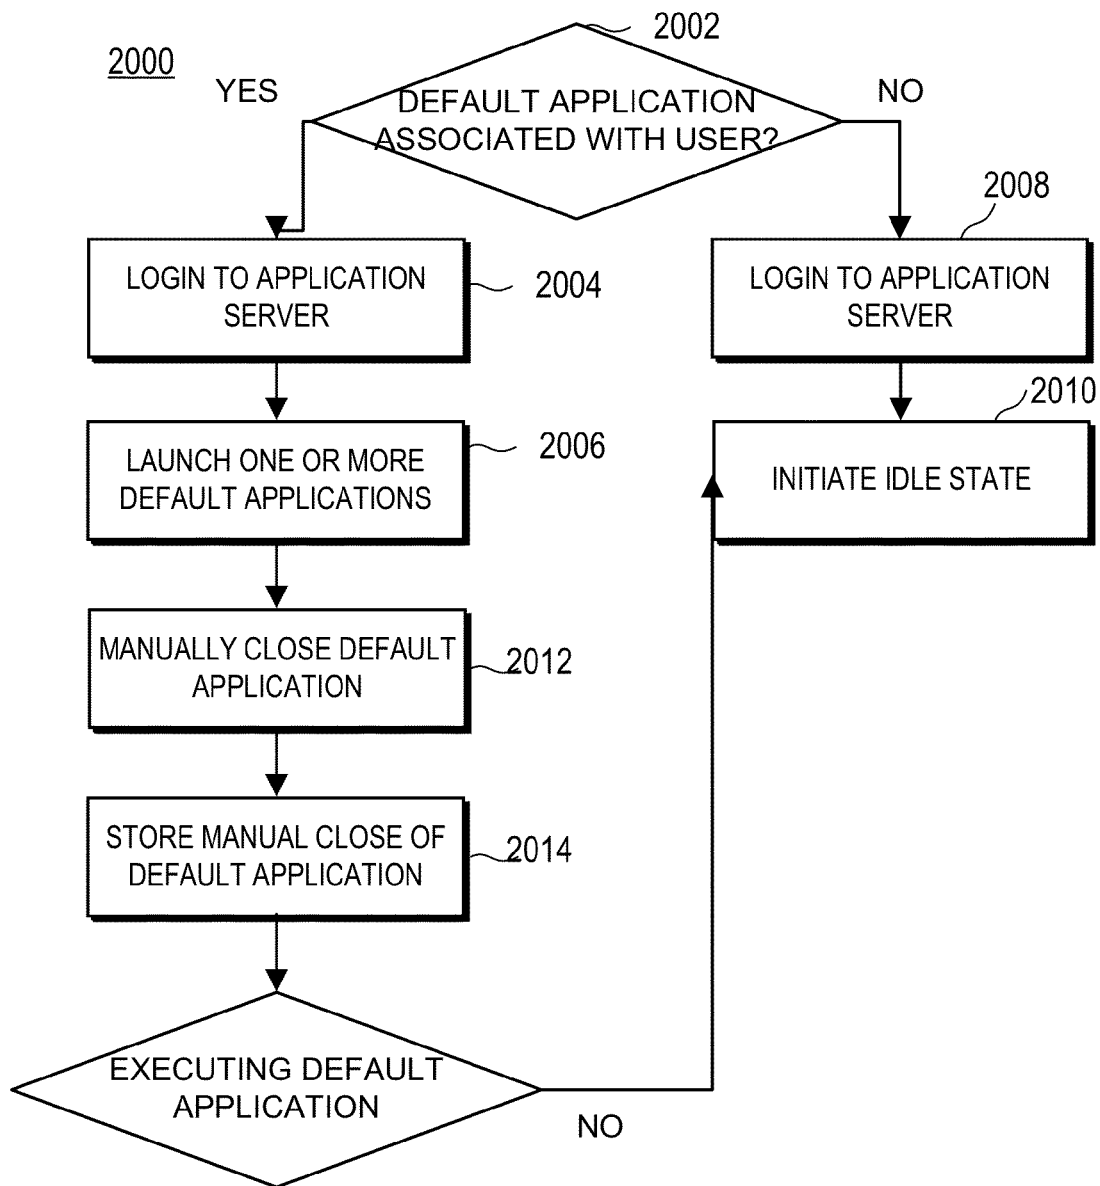 2000
2002
YES
NO
DEFAULT APPLICATION
ASSOCIATED WITH USER?
LOGIN TO APPLICATION
SERVER
2004
2008
LOGIN TO APPLICATION
SERVER
LAUNCH ONE OR MORE
DEFAULT APPLICATIONS
2006
2010
INITIATE IDLE STATE
MANUALLY CLOSE DEFAULT
APPLICATION
2012
STORE MANUAL CLOSE OF
DEFAULT APPLICATION
2014
EXECUTING DEFAULT
APPLICATION
NO